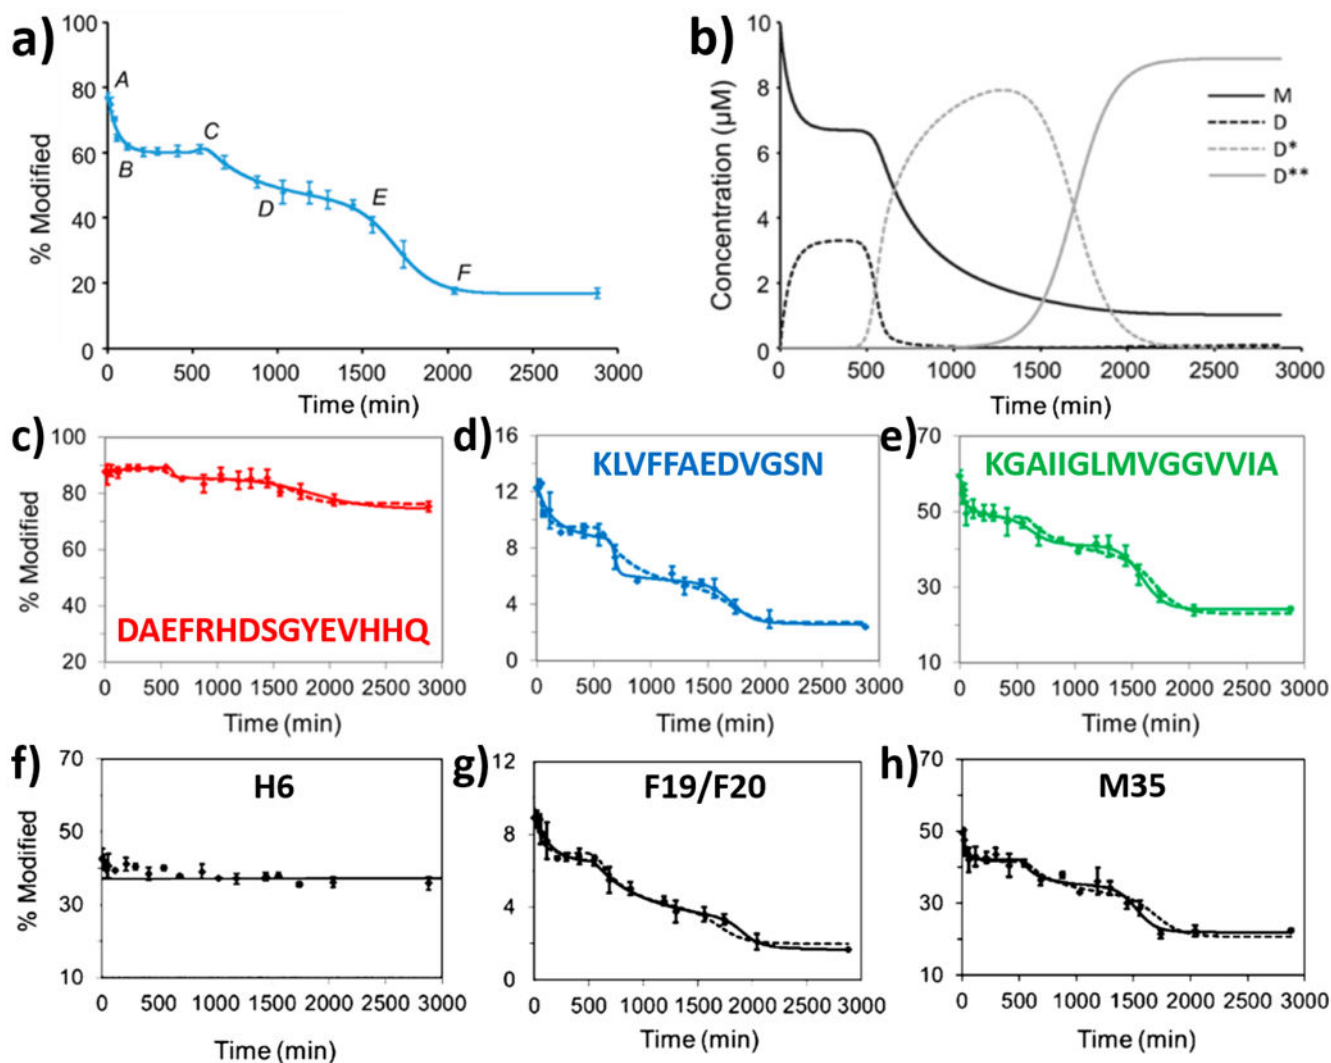 a)
% Modified
100
80
60
40
20
0
A
B
C
D
E
F
0 500 1000 1500 2000 2500 3000
Time (min)
b)
Concentration (µM)
10
8
6
4
2
0
M
D
D*
D**
0 500 1000 1500 2000 2500 3000
Time (min)
c)
% Modified
100
80
60
40
20
DAEFRHDSGYEVHHQ
0 500 1000 1500 2000 2500 3000
Time (min)
d)
16
12
8
4
0
KLVFFAEDVGSN
0 500 1000 1500 2000 2500 3000
Time (min)
e)
70
50
30
10
KGAIIGLMVGGVVIA
0 500 1000 1500 2000 2500 3000
Time (min)
f)
% Modified
70
50
30
10
H6
0 500 1000 1500 2000 2500 3000
Time (min)
g)
12
8
4
0
F19/F20
0 500 1000 1500 2000 2500 3000
Time (min)
h)
70
50
30
10
M35
0 500 1000 1500 2000 2500 3000
Time (min)